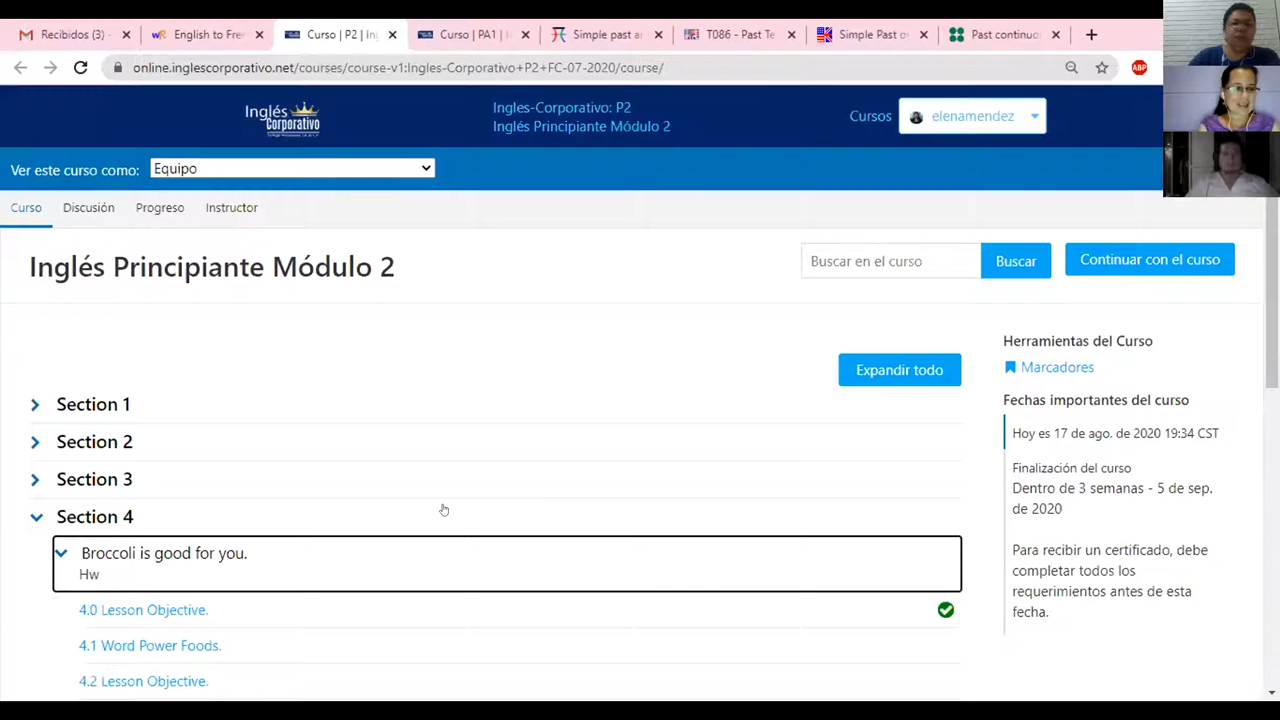 Recibidos (3) -
English to Fre
Curso | P2 | In
Curso | PA1 |
Simple past a
T086 - Past Te
Simple Past
Past continuo
online.inglescorporativo.net/courses/course-v1:Ingles-Corporativo+P2+FC-07-2020/course/
ABP
Inglés
Corporativo
Ingles-Corporativo: P2
Inglés Principiante Módulo 2
Cursos
elenamendez
Ver este curso como:
Equipo
Curso
Discusión
Progreso
Instructor
Inglés Principiante Módulo 2
Buscar en el curso
Buscar
Continuar con el curso
Expandir todo
Section 1
Section 2
Section 3
Section 4
Broccoli is good for you.
Hw
4.0 Lesson Objective.
4.1 Word Power Foods.
4.2 Lesson Objective.
Herramientas del Curso
Marcadores
Fechas importantes del curso
Hoy es 17 de ago. de 2020 19:34 CST
Finalización del curso
Dentro de 3 semanas - 5 de sep.
de 2020
Para recibir un certificado, debe
completar todos los
requerimientos antes de esta
fecha.